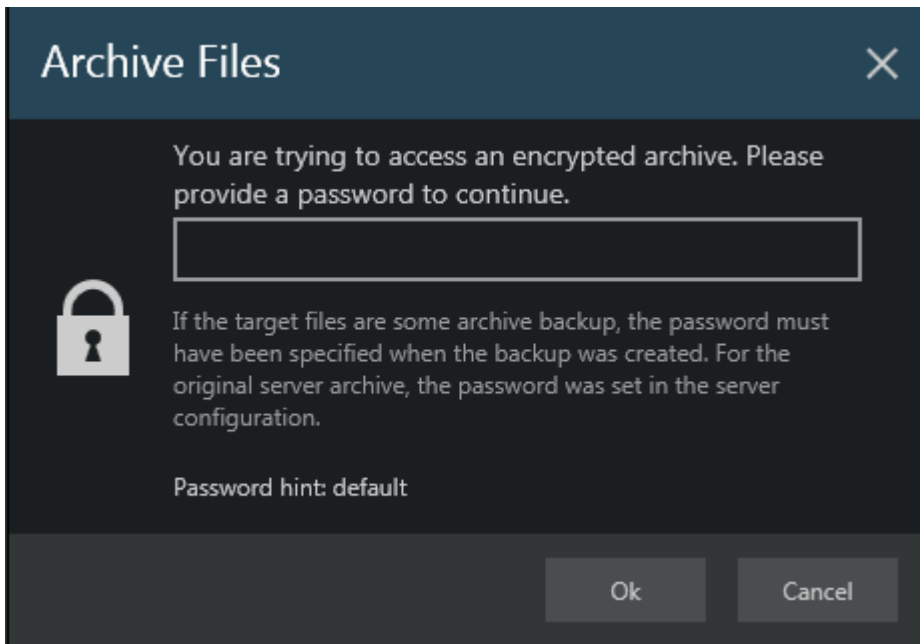 Archive Files
You are trying to access an encrypted archive. Please
provide a password to continue.
If the target files are some archive backup, the password must
have been specified when the backup was created. For the
original server archive, the password was set in the server
configuration.
Password hint: default
Ok
Cancel